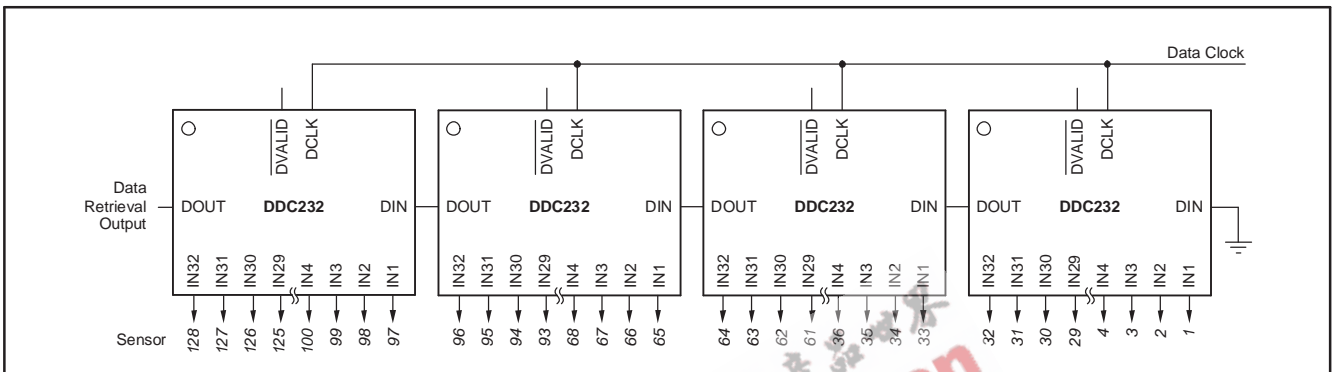 Data Clock
DVALID DCLK DVALID DCLK DVALID DCLK DVALID DCLK
Data
Retrieval
Output
DOUT DDC232 DIN DOUT DDC232 DIN DOUT DDC232 DIN DOUT DDC232 DIN
IN32 IN31 IN30 IN29 IN4 IN3 IN2 IN1 IN32 IN31 IN30 IN29 IN4 IN3 IN2 IN1 IN32 IN31 IN30 IN29 IN4 IN3 IN2 IN1 IN32 IN31 IN30 IN29 IN4 IN3 IN2 IN1
Sensor 128 127 126 125 100 99 98 97 96 95 94 93 68 67 66 65 64 63 62 61 36 35 34 33 32 31 30 29 4 3 2 1